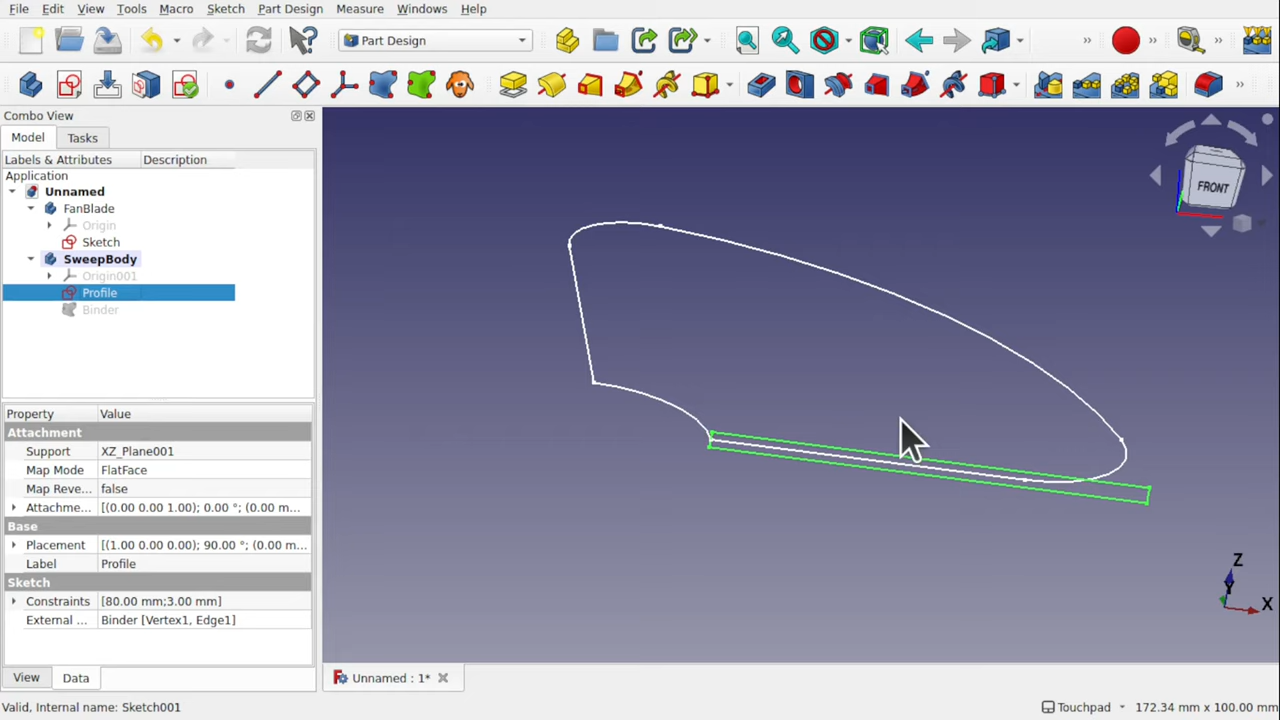 File Edit View Tools Macro Sketch Part Design Measure Windows Help
Part Design
Combo View
Model Tasks
Labels & Attributes Description
Application
Unnamed
FanBlade
Origin
Sketch
SweepBody
Origin001
Profile
Binder
Property Value
Attachment
Support XZ_Plane001
Map Mode FlatFace
Map Reve... false
Attachme... [(0.00 0.00 1.00); 0.00 °; (0.00 m...
Base
Placement [(1.00 0.00 0.00); 90.00 °; (0.00 m...
Label Profile
Sketch
Constraints [80.00 mm;3.00 mm]
External ... Binder [Vertex1, Edge1]
View Data
FRONT
Z
Y
X
Unnamed : 1*
Valid, Internal name: Sketch001
Touchpad 172.34 mm x 100.00 mm